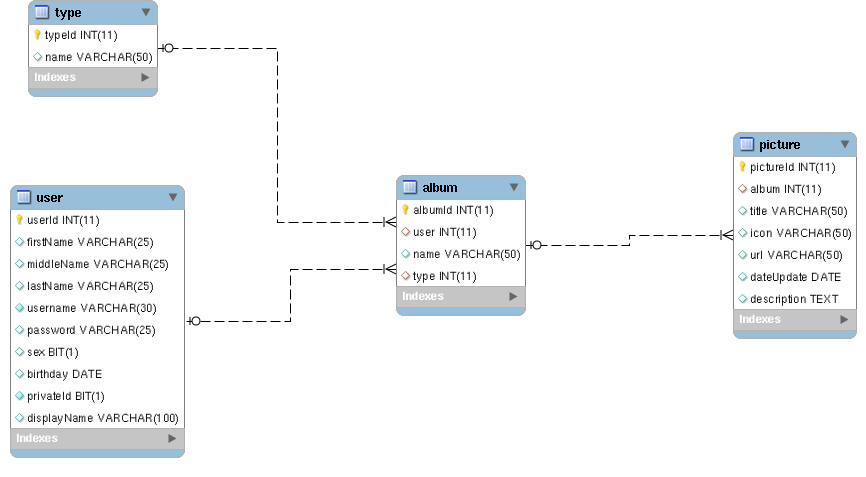 type
typeId INT(11)
name VARCHAR(50)
Indexes
user
userId INT(11)
firstName VARCHAR(25)
middleName VARCHAR(25)
lastName VARCHAR(25)
username VARCHAR(30)
password VARCHAR(25)
sex BIT(1)
birthday DATE
privateId BIT(1)
displayName VARCHAR(100)
Indexes
album
albumId INT(11)
user INT(11)
name VARCHAR(50)
type INT(11)
Indexes
picture
pictureId INT(11)
album INT(11)
title VARCHAR(50)
icon VARCHAR(50)
url VARCHAR(50)
dateUpdate DATE
description TEXT
Indexes